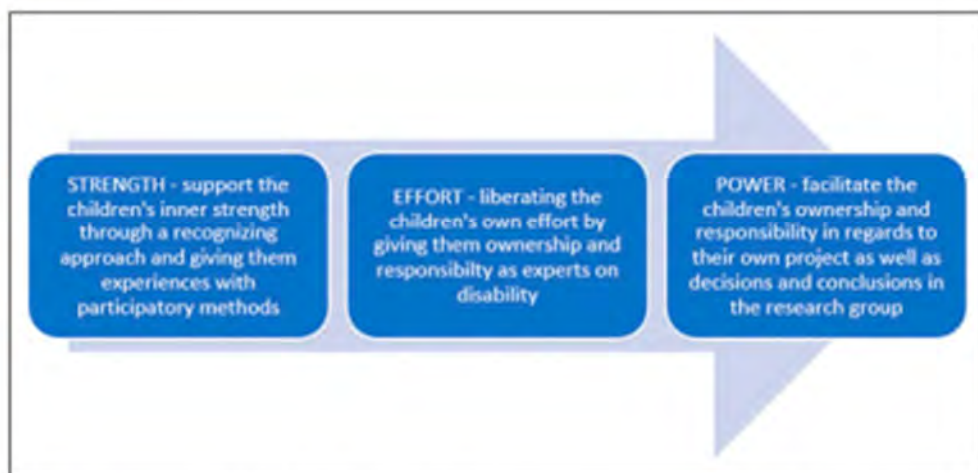 STRENGTH - support the
children's inner strength
through a recognizing
approach and giving them
experiences with
participatory methods
EFFORT - liberating the
children's own effort by
giving them ownership and
responsibilty as experts on
disability
POWER - facilitate the
children's ownership and
responsibility in regards to
their own project as well as
decisions and conclusions in
the research group